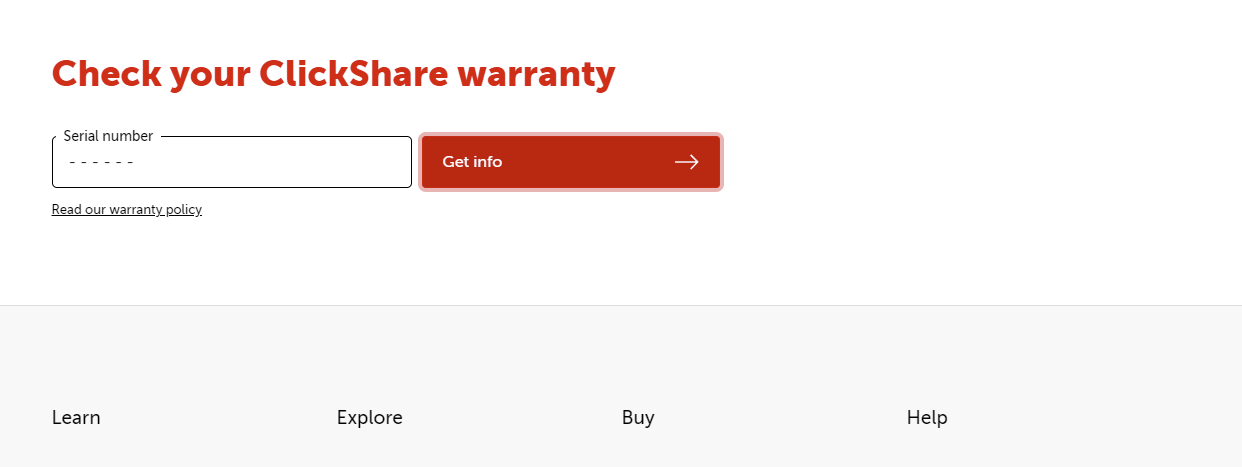 Check your ClickShare warranty
Serial number
- - - - - -
Get info
Read our warranty policy
Learn
Explore
Buy
Help